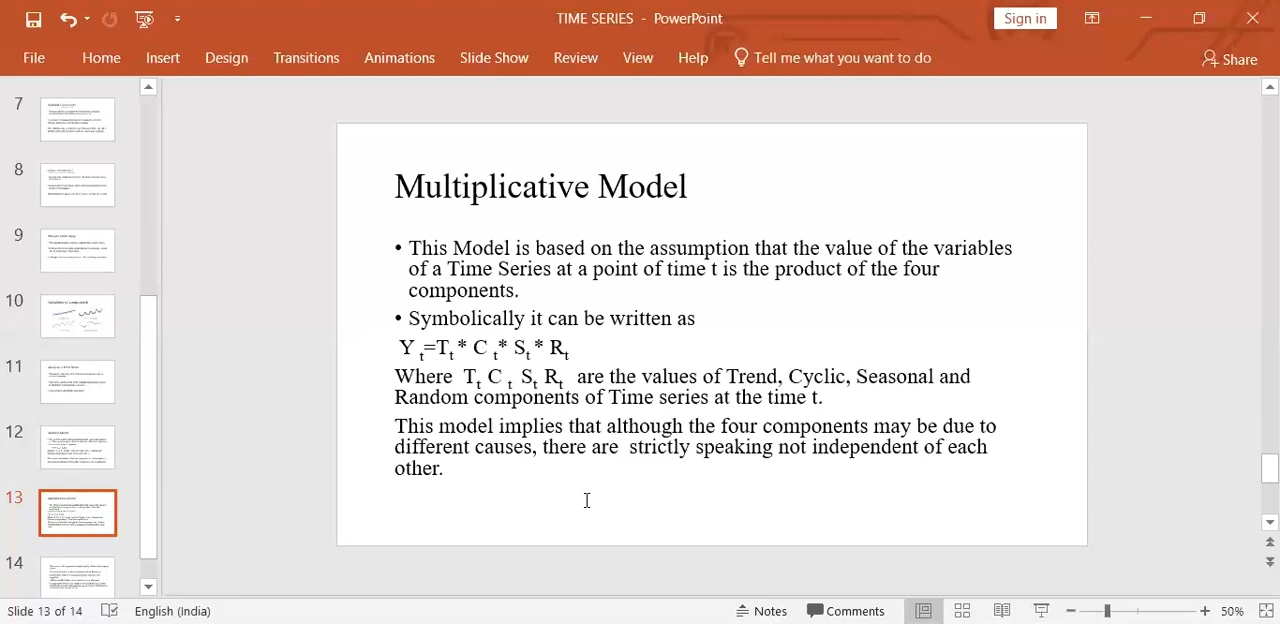 TIME SERIES - PowerPoint
Sign in
File Home Insert Design Transitions Animations Slide Show Review View Help Tell me what you want to do Share
7
8
9
10
11
12
13
14
Multiplicative Model
• This Model is based on the assumption that the value of the variables
of a Time Series at a point of time t is the product of the four
components.
• Symbolically it can be written as
Y t=Tt * C t* St * Rt
Where Tt C t St Rt are the values of Trend, Cyclic, Seasonal and
Random components of Time series at the time t.
This model implies that although the four components may be due to
different causes, there are strictly speaking not independent of each
other.
Slide 13 of 14 English (India) Notes Comments 50%